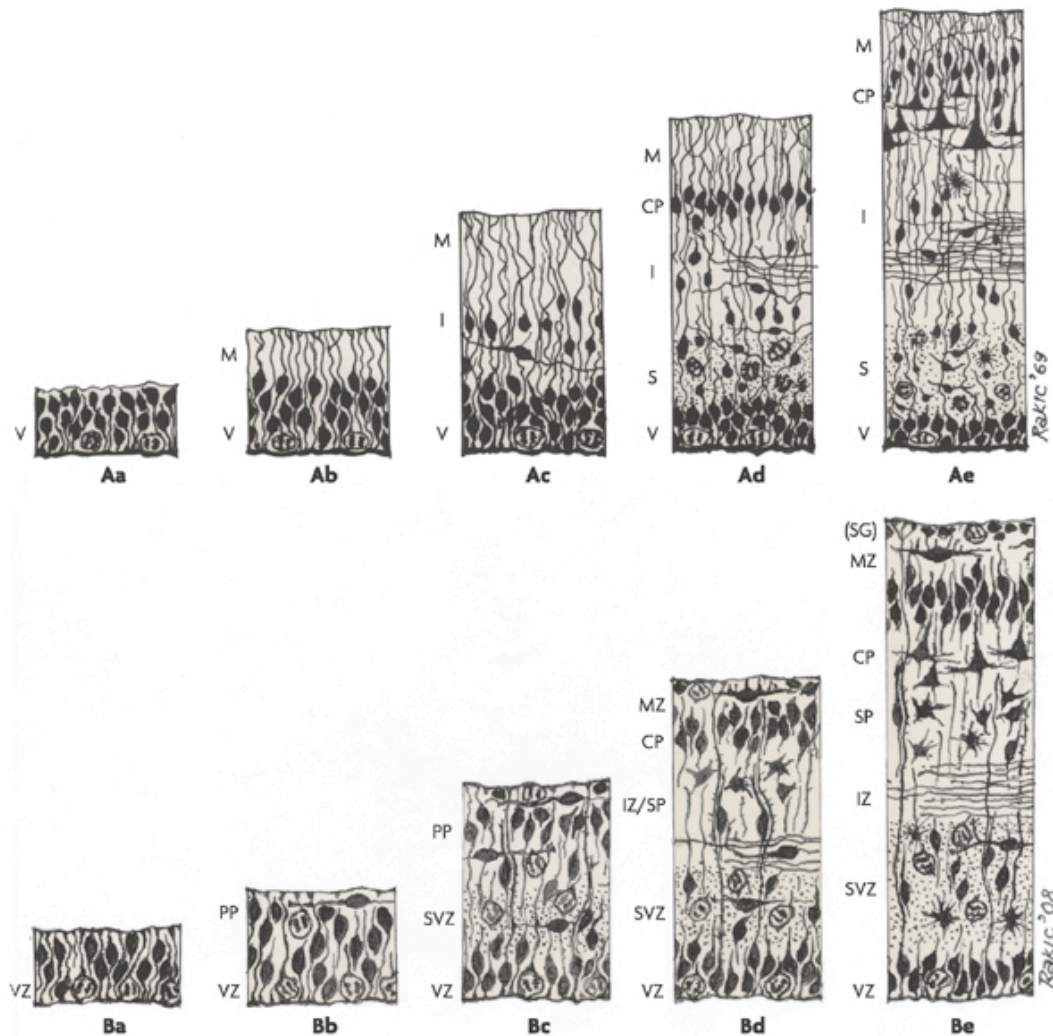 M
CP
I
S
V
Ae
M
CP
I
S
V
Ad
M
I
V
Ac
M
V
Ab
V
Aa
Rakic '69
(SG)
MZ
CP
SP
IZ
SVZ
VZ
Be
MZ
CP
IZ/SP
SVZ
VZ
Bd
PP
SVZ
VZ
Bc
PP
VZ
Bb
VZ
Ba
Rakic '08